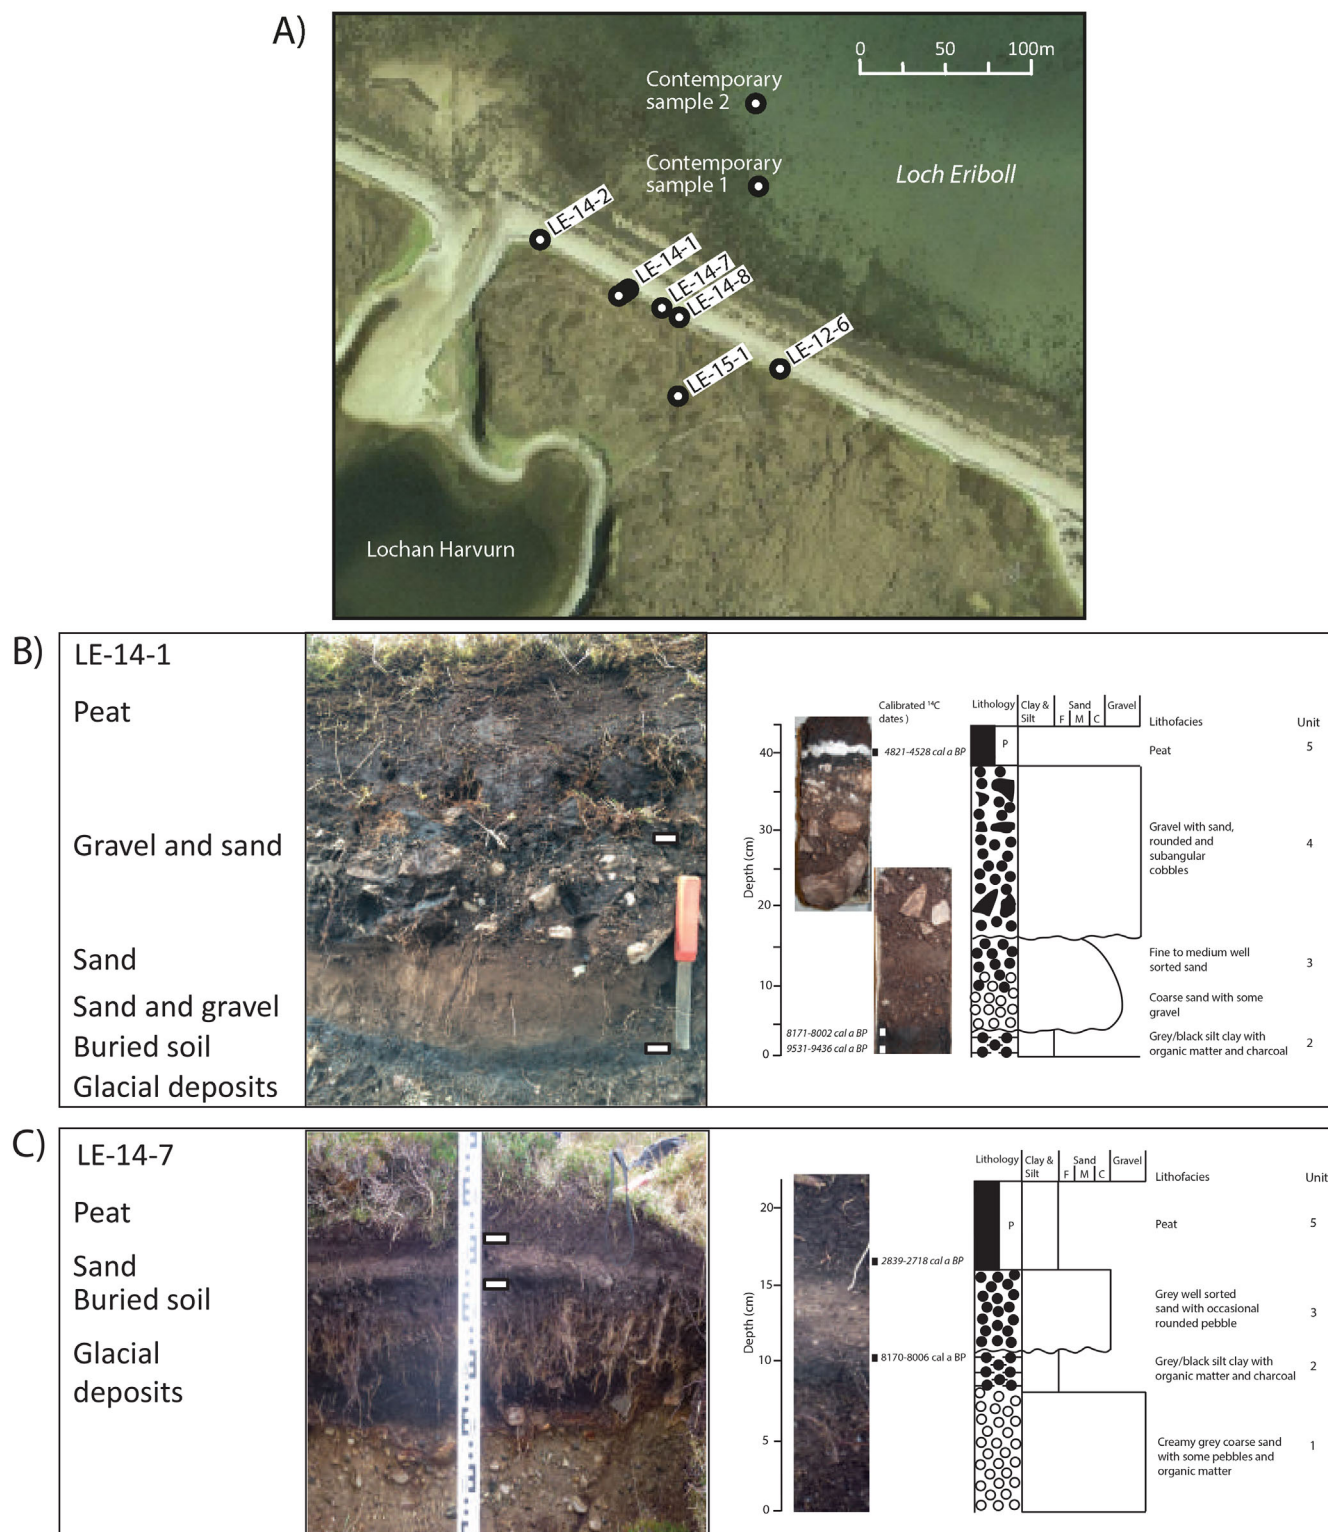 A)
0 50 100m
Contemporary
sample 2
Contemporary
sample 1
Loch Eriboll
LE-14-2
LE-14-1
LE-14-7
LE-14-8
LE-12-6
LE-15-1
Lochan Harvurn
B)
LE-14-1
Peat
Gravel and sand
Sand
Sand and gravel
Buried soil
Glacial deposits
Calibrated ¹⁴C
dates )
Depth (cm)
40
30
20
10
0
4821-4528 cal a BP
8171-8002 cal a BP
9531-9436 cal a BP
Lithology
Clay &
Silt
Sand
F M C
Gravel
Lithofacies
Unit
P
Peat
5
Gravel with sand,
rounded and
subangular
cobbles
4
Fine to medium well
sorted sand
3
Coarse sand with some
gravel
Grey/black silt clay with
organic matter and charcoal
2
C)
LE-14-7
Peat
Sand
Buried soil
Glacial
deposits
Depth (cm)
20
15
10
5
0
2839-2718 cal a BP
8170-8006 cal a BP
Lithology
Clay &
Silt
Sand
F M C
Gravel
Lithofacies
Unit
P
Peat
5
Grey well sorted
sand with occasional
rounded pebble
3
Grey/black silt clay with
organic matter and charcoal
2
Creamy grey coarse sand
with some pebbles and
organic matter
1